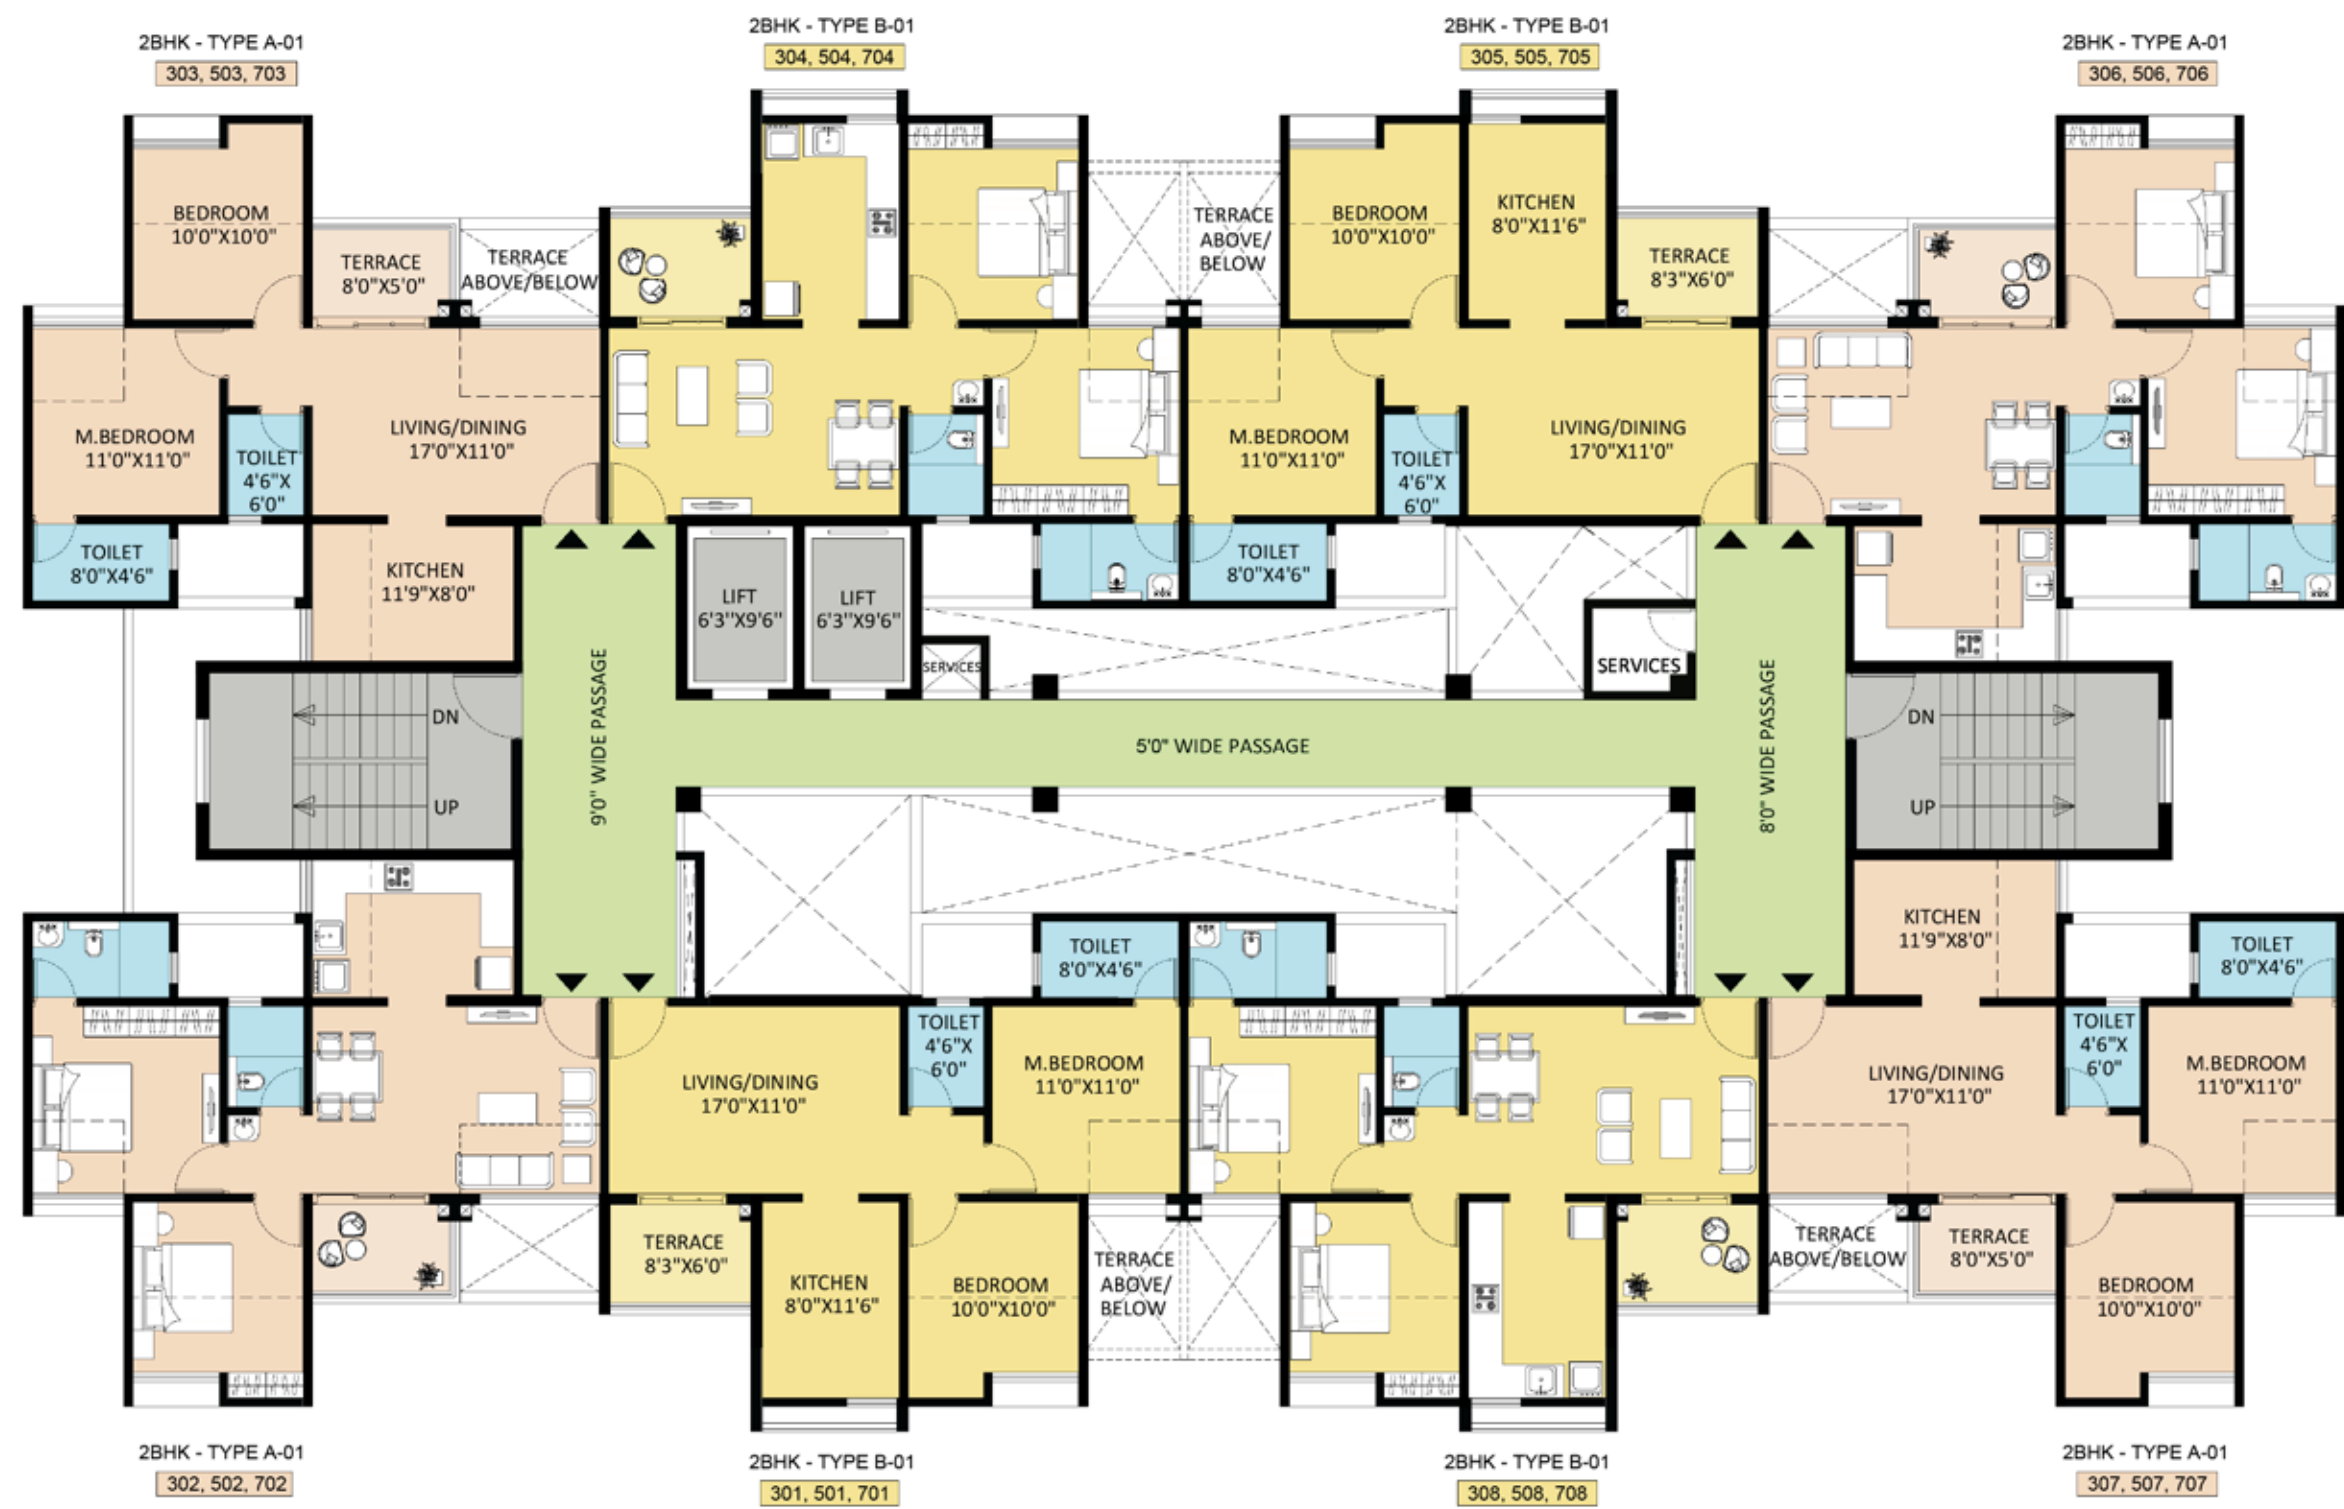 2BHK - TYPE A-01
303, 503, 703
2BHK - TYPE B-01
304, 504, 704
2BHK - TYPE B-01
305, 505, 705
2BHK - TYPE A-01
306, 506, 706
BEDROOM
10'0"X10'0"
TERRACE
8'0"X5'0"
TERRACE
ABOVE/BELOW
TERRACE
ABOVE/
BELOW
BEDROOM
10'0"X10'0"
KITCHEN
8'0"X11'6"
TERRACE
8'3"X6'0"
M.BEDROOM
11'0"X11'0"
TOILET
4'6"X
6'0"
LIVING/DINING
17'0"X11'0"
M.BEDROOM
11'0"X11'0"
TOILET
4'6"X
6'0"
LIVING/DINING
17'0"X11'0"
TOILET
8'0"X4'6"
KITCHEN
11'9"X8'0"
LIFT
6'3"X9'6"
LIFT
6'3"X9'6"
TOILET
8'0"X4'6"
SERVICES
SERVICES
DN
UP
9'0" WIDE PASSAGE
5'0" WIDE PASSAGE
8'0" WIDE PASSAGE
DN
UP
TOILET
8'0"X4'6"
KITCHEN
11'9"X8'0"
TOILET
8'0"X4'6"
LIVING/DINING
17'0"X11'0"
TOILET
4'6"X
6'0"
M.BEDROOM
11'0"X11'0"
LIVING/DINING
17'0"X11'0"
TOILET
4'6"X
6'0"
M.BEDROOM
11'0"X11'0"
TERRACE
8'3"X6'0"
KITCHEN
8'0"X11'6"
BEDROOM
10'0"X10'0"
TERRACE
ABOVE/
BELOW
TERRACE
ABOVE/BELOW
TERRACE
8'0"X5'0"
BEDROOM
10'0"X10'0"
2BHK - TYPE A-01
302, 502, 702
2BHK - TYPE B-01
301, 501, 701
2BHK - TYPE B-01
308, 508, 708
2BHK - TYPE A-01
307, 507, 707